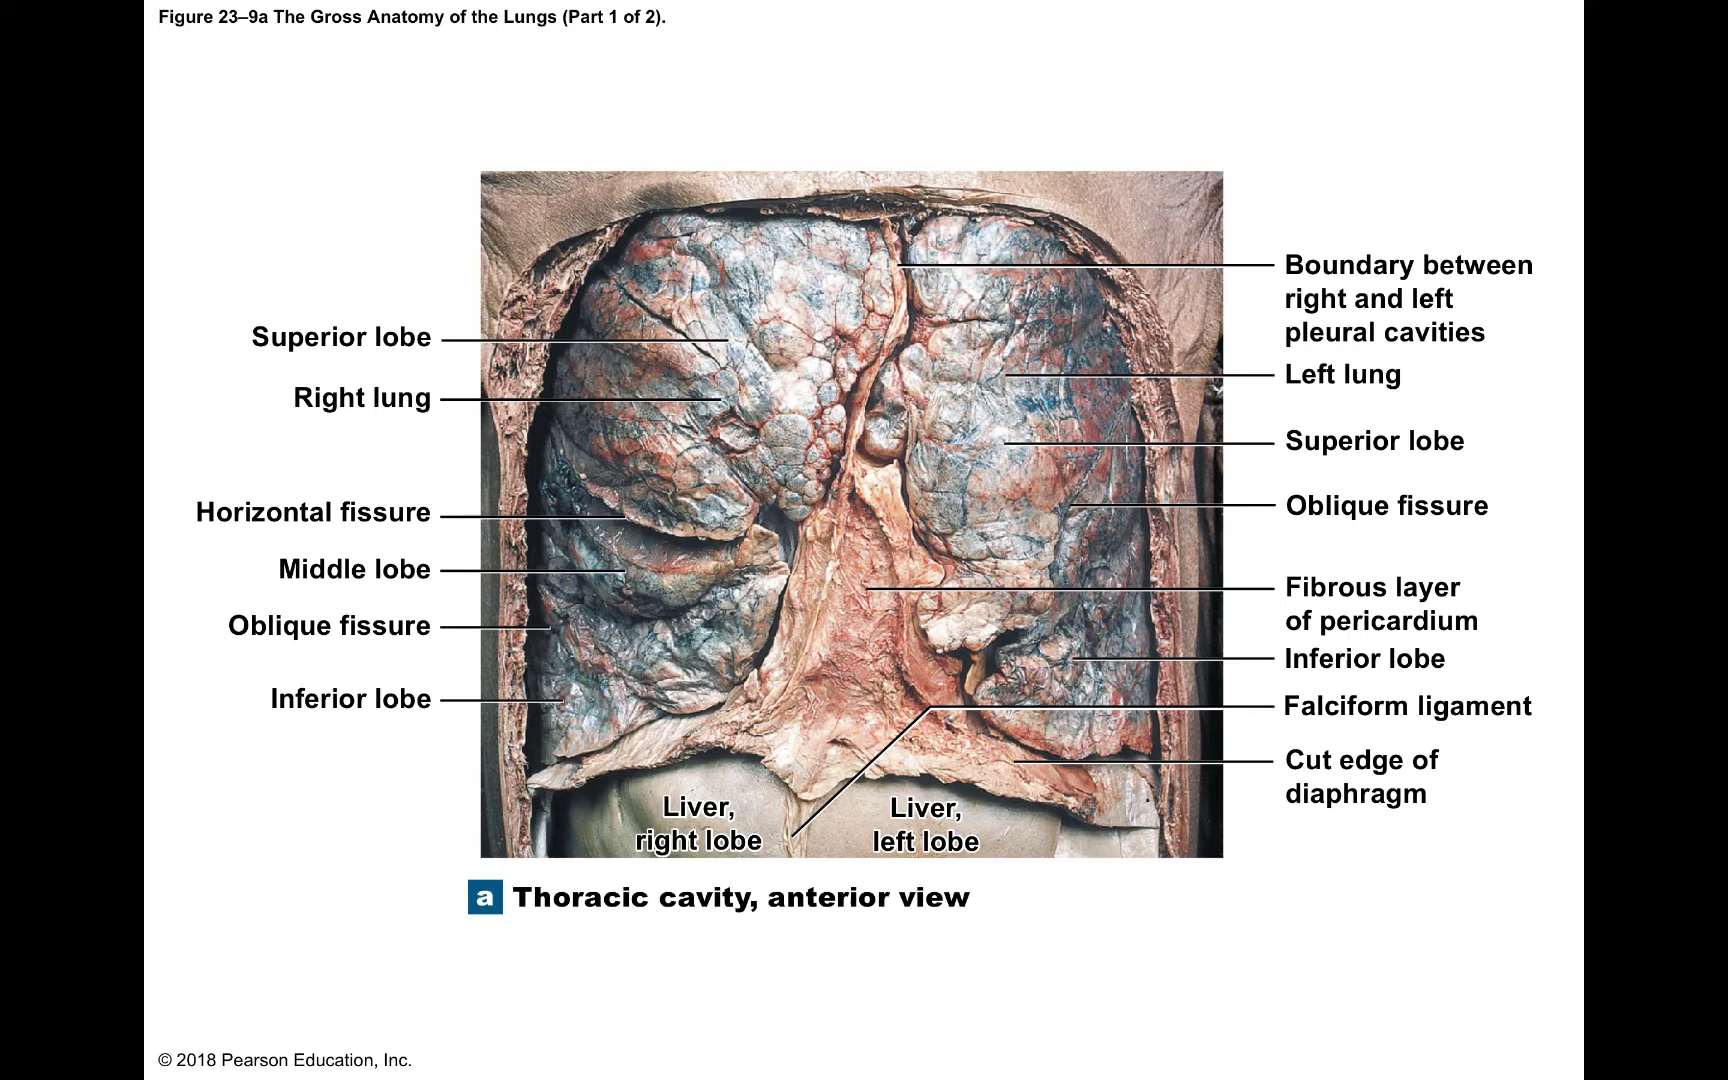 Figure 23–9a The Gross Anatomy of the Lungs (Part 1 of 2).
Superior lobe
Right lung
Horizontal fissure
Middle lobe
Oblique fissure
Inferior lobe
Boundary between
right and left
pleural cavities
Left lung
Superior lobe
Oblique fissure
Fibrous layer
of pericardium
Inferior lobe
Falciform ligament
Cut edge of
diaphragm
Liver,
right lobe
Liver,
left lobe
a Thoracic cavity, anterior view
© 2018 Pearson Education, Inc.